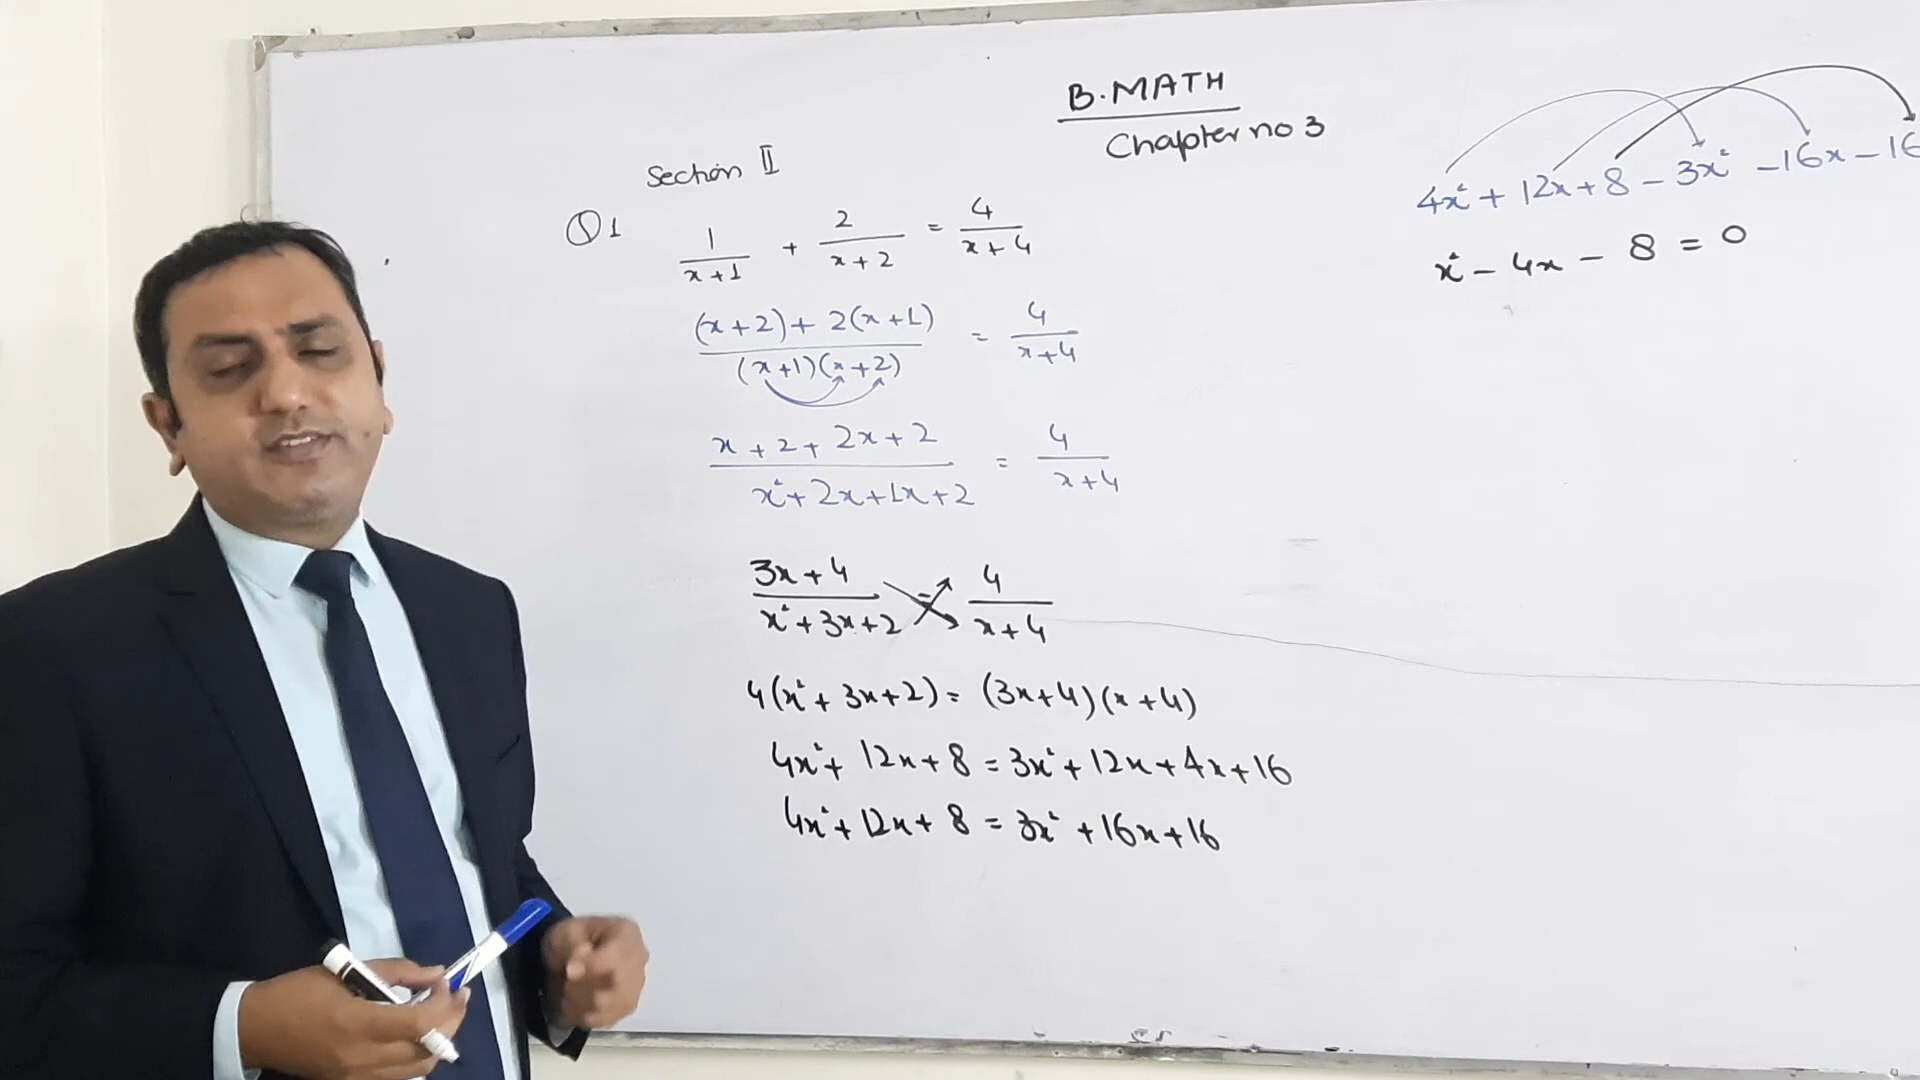 B.MATH
Chapter no 3
Section II
Q1 1/(x+1) + 2/(x+2) = 4/(x+4)
((x+2)+2(x+1))/((x+1)(x+2)) = 4/(x+4)
(x+2+2x+2)/(x²+2x+1x+2) = 4/(x+4)
(3x+4)/(x²+3x+2) = 4/(x+4)
4(x²+3x+2) = (3x+4)(x+4)
4x²+12x+8 = 3x²+12x+4x+16
4x²+12x+8 = 3x²+16x+16
4x²+12x+8-3x²-16x-16
x²-4x-8=0